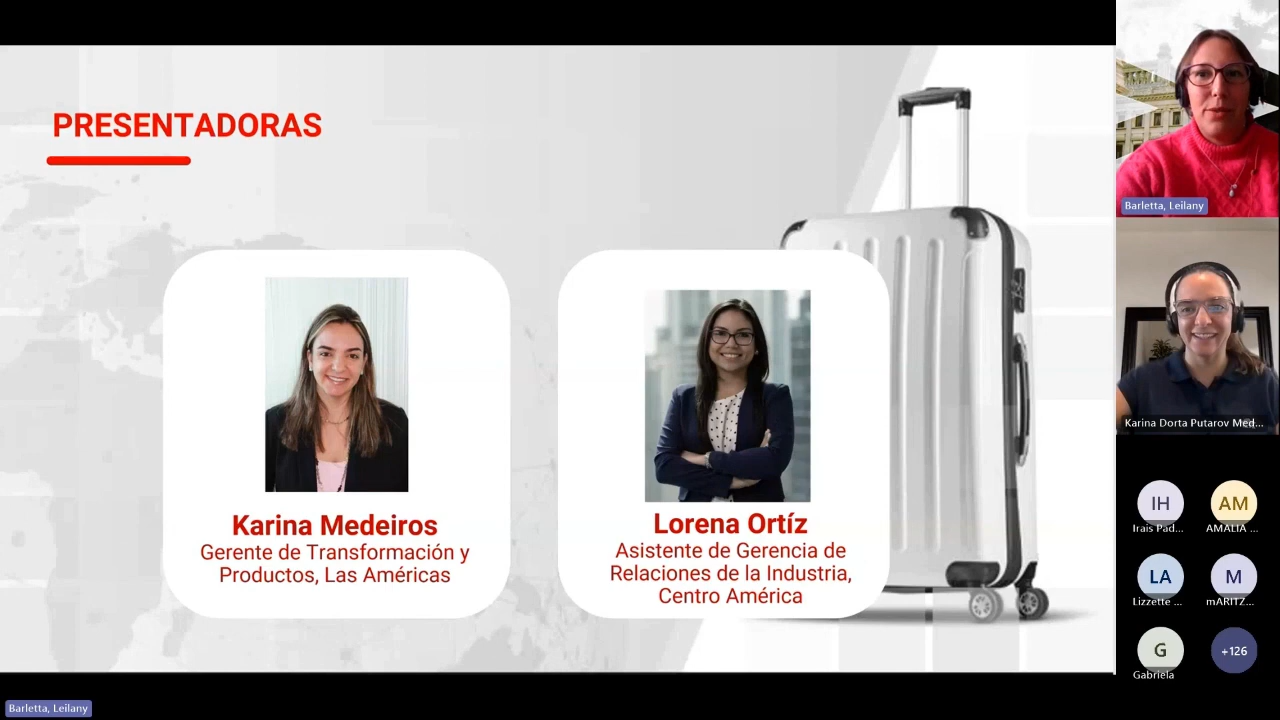 PRESENTADORAS
Karina Medeiros
Gerente de Transformación y
Productos, Las Américas
Lorena Ortíz
Asistente de Gerencia de
Relaciones de la Industria,
Centro América
Barletta, Leilany
Karina Dorta Putarov Med...
IH
Irais Pad...
AM
AMALIA ...
LA
Lizzette ...
M
mARITZ...
G
Gabriela
+126
Barletta, Leilany